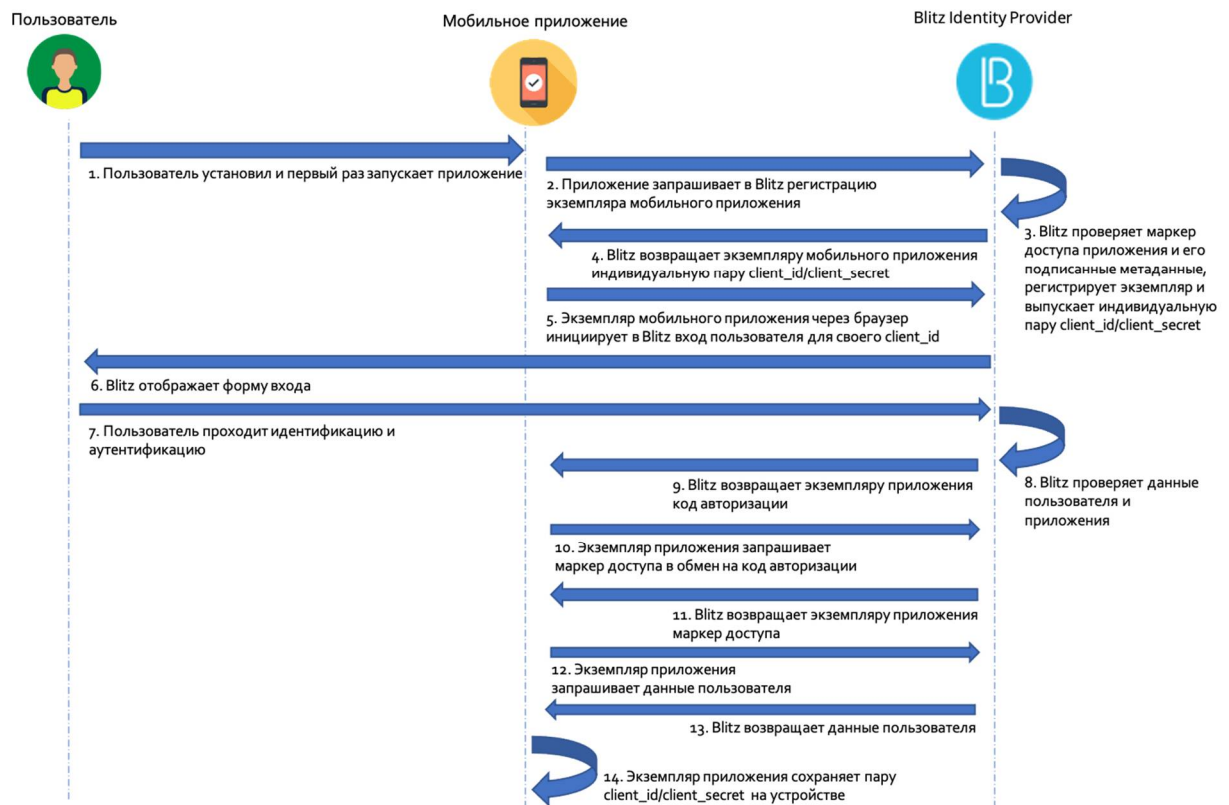 Пользователь
Мобильное приложение
Blitz Identity Provider
1. Пользователь установил и первый раз запускает приложение
2. Приложение запрашивает в Blitz регистрацию
экземпляра мобильного приложения
3. Blitz проверяет маркер
доступа приложения и его
подписанные метаданные,
регистрирует экземпляр и
выпускает индивидуальную
пару client_id/client_secret
4. Blitz возвращает экземпляру мобильного приложения
индивидуальную пару client_id/client_secret
5. Экземпляр мобильного приложения через браузер
инициирует в Blitz вход пользователя для своего client_id
6. Blitz отображает форму входа
7. Пользователь проходит идентификацию и
аутентификацию
8. Blitz проверяет данные
пользователя и
приложения
9. Blitz возвращает экземпляру приложения
код авторизации
10. Экземпляр приложения запрашивает
маркер доступа в обмен на код авторизации
11. Blitz возвращает экземпляру приложения
маркер доступа
12. Экземпляр приложения
запрашивает данные пользователя
13. Blitz возвращает данные пользователя
14. Экземпляр приложения сохраняет пару
client_id/client_secret на устройстве